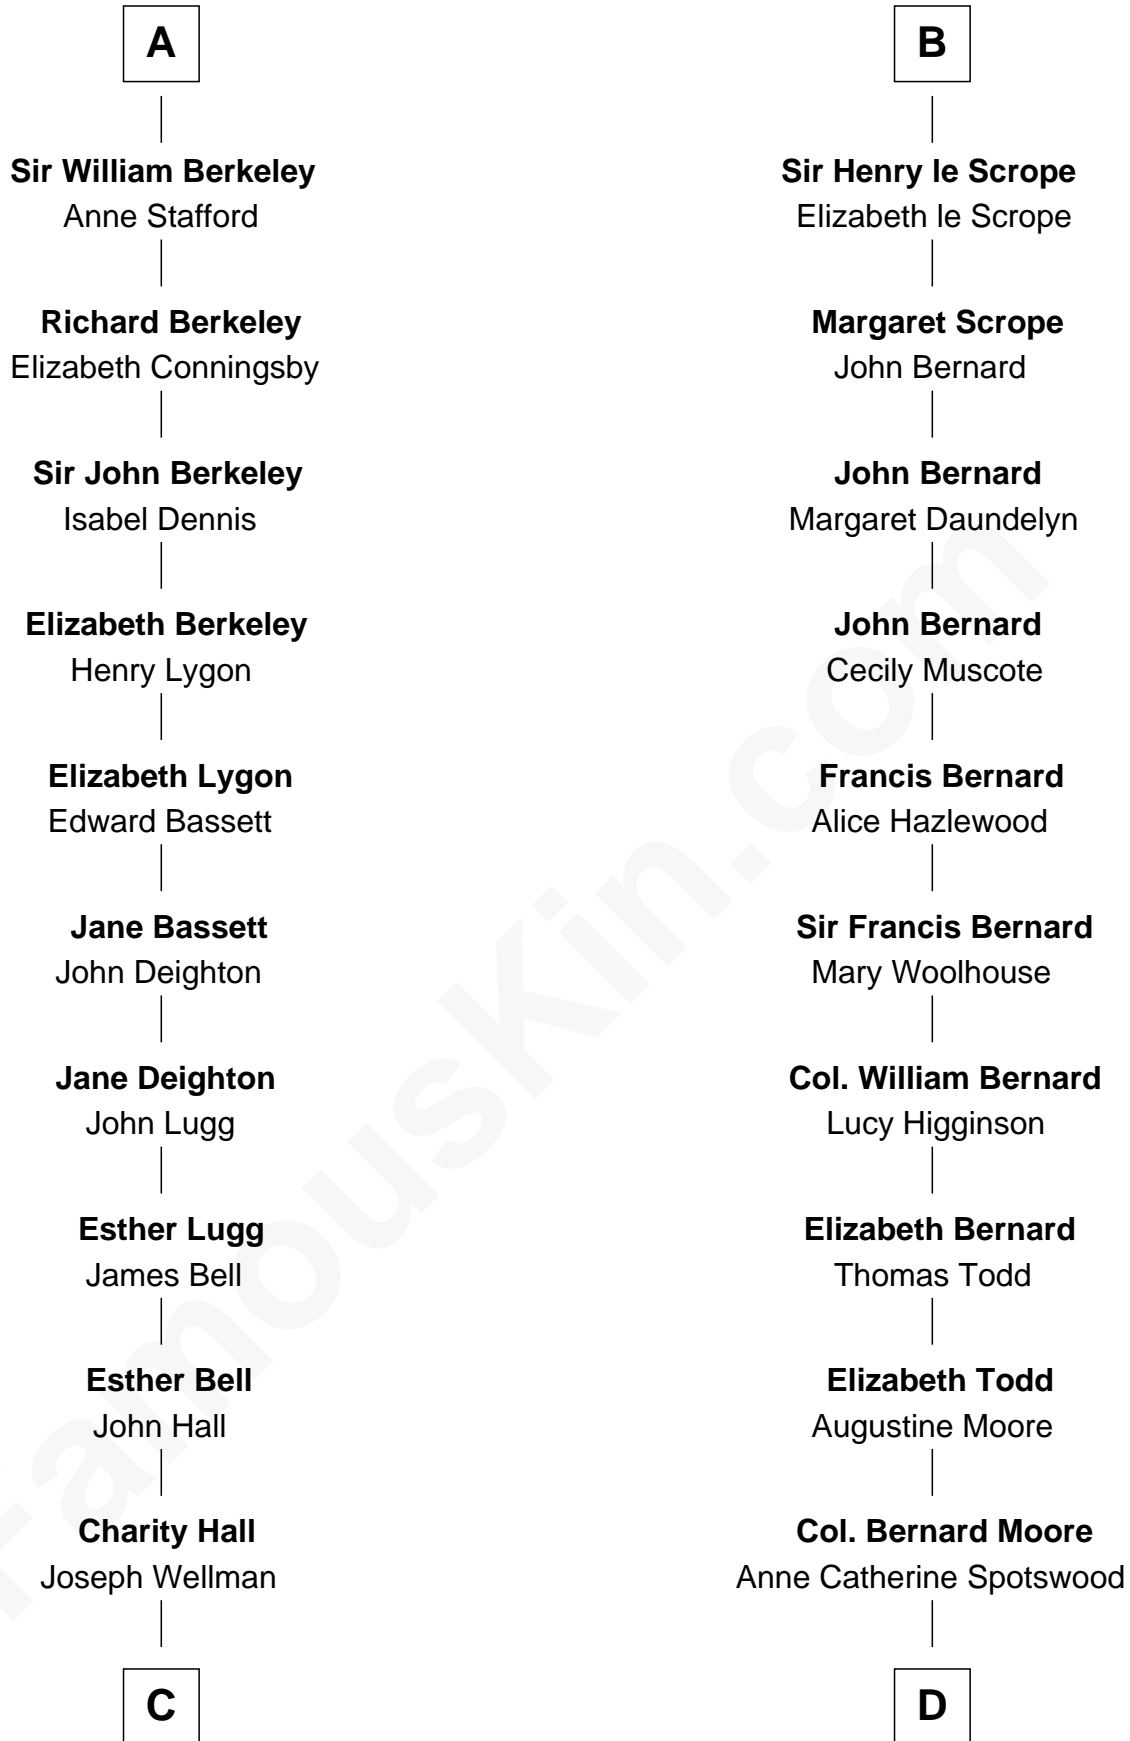 A
Sir William Berkeley
Anne Stafford
Richard Berkeley
Elizabeth Conningsby
Sir John Berkeley
Isabel Dennis
Elizabeth Berkeley
Henry Lygon
Elizabeth Lygon
Edward Bassett
Jane Bassett
John Deighton
Jane Deighton
John Lugg
Esther Lugg
James Bell
Esther Bell
John Hall
Charity Hall
Joseph Wellman
C
B
Sir Henry le Scrope
Elizabeth le Scrope
Margaret Scrope
John Bernard
John Bernard
Margaret Daundelyn
John Bernard
Cecily Muscote
Francis Bernard
Alice Hazlewood
Sir Francis Bernard
Mary Woolhouse
Col. William Bernard
Lucy Higginson
Elizabeth Bernard
Thomas Todd
Elizabeth Todd
Augustine Moore
Col. Bernard Moore
Anne Catherine Spotswood
D
FamousKin.com